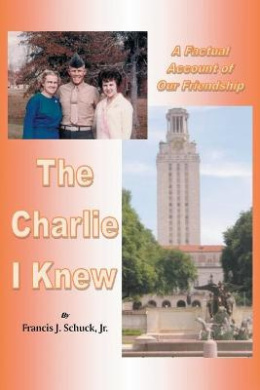 A Factual
Account of
Our Friendship
The
Charlie
I Knew
By
Francis J. Schuck, Jr.